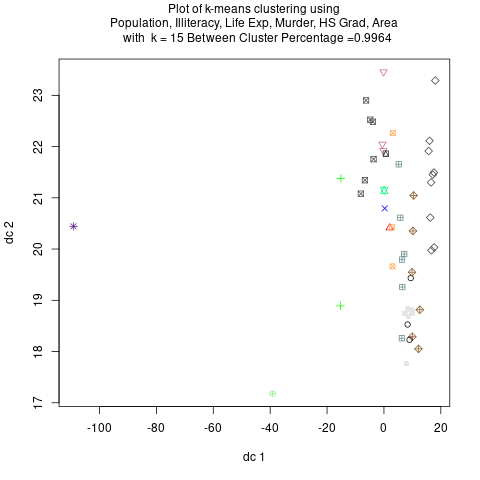 Plot of k-means clustering using
Population, Illiteracy, Life Exp, Murder, HS Grad, Area
with k = 15 Between Cluster Percentage =0.9964
23
22
21
20
19
18
17
dc 2
-100
-80
-60
-40
-20
0
20
dc 1